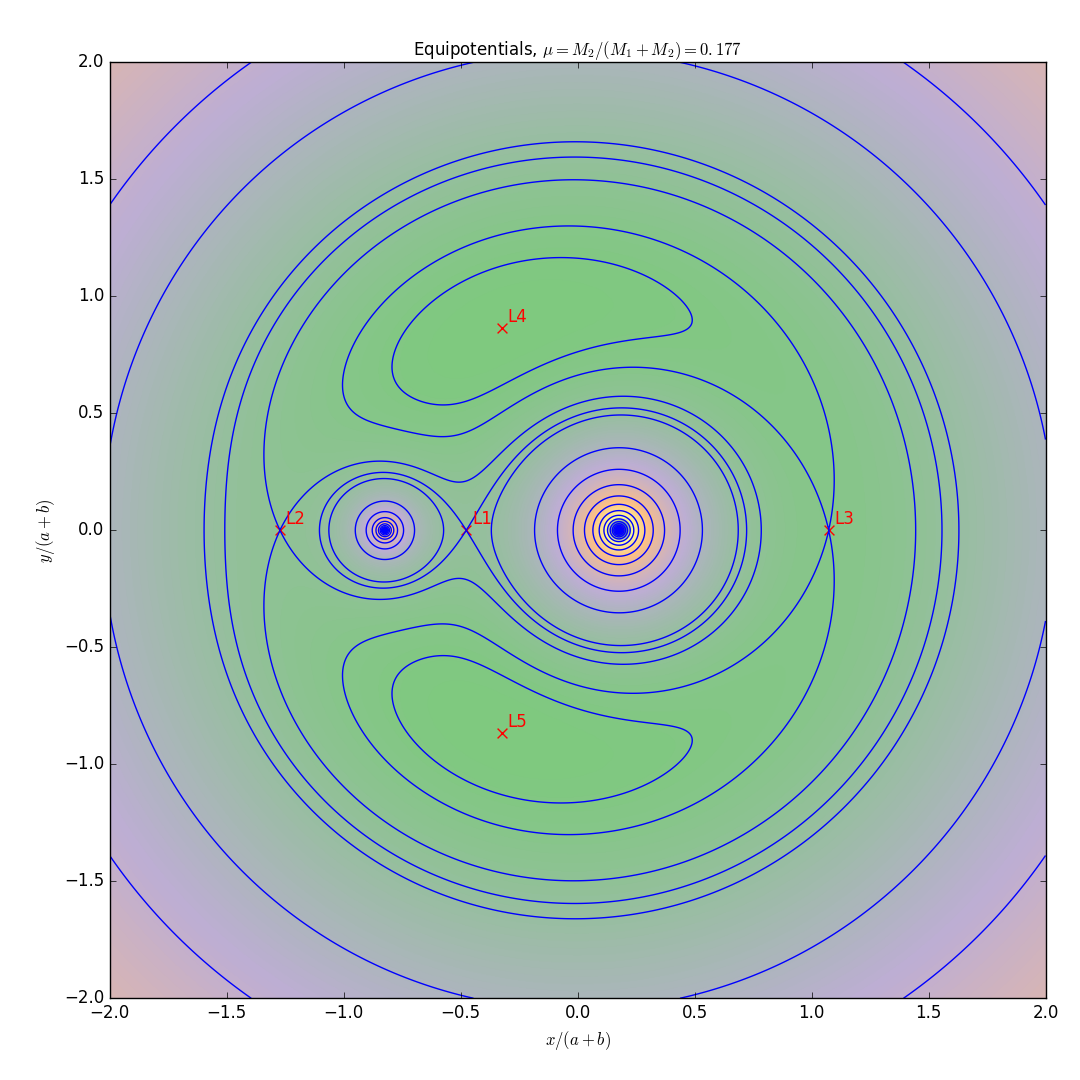 Equipotentials, μ = M₂/(M₁ + M₂) = 0.177
2.0
1.5
1.0
0.5
0.0
−0.5
−1.0
−1.5
−2.0
y/(a + b)
L4
L2
L1
L3
L5
−2.0 −1.5 −1.0 −0.5 0.0 0.5 1.0 1.5 2.0
x/(a + b)